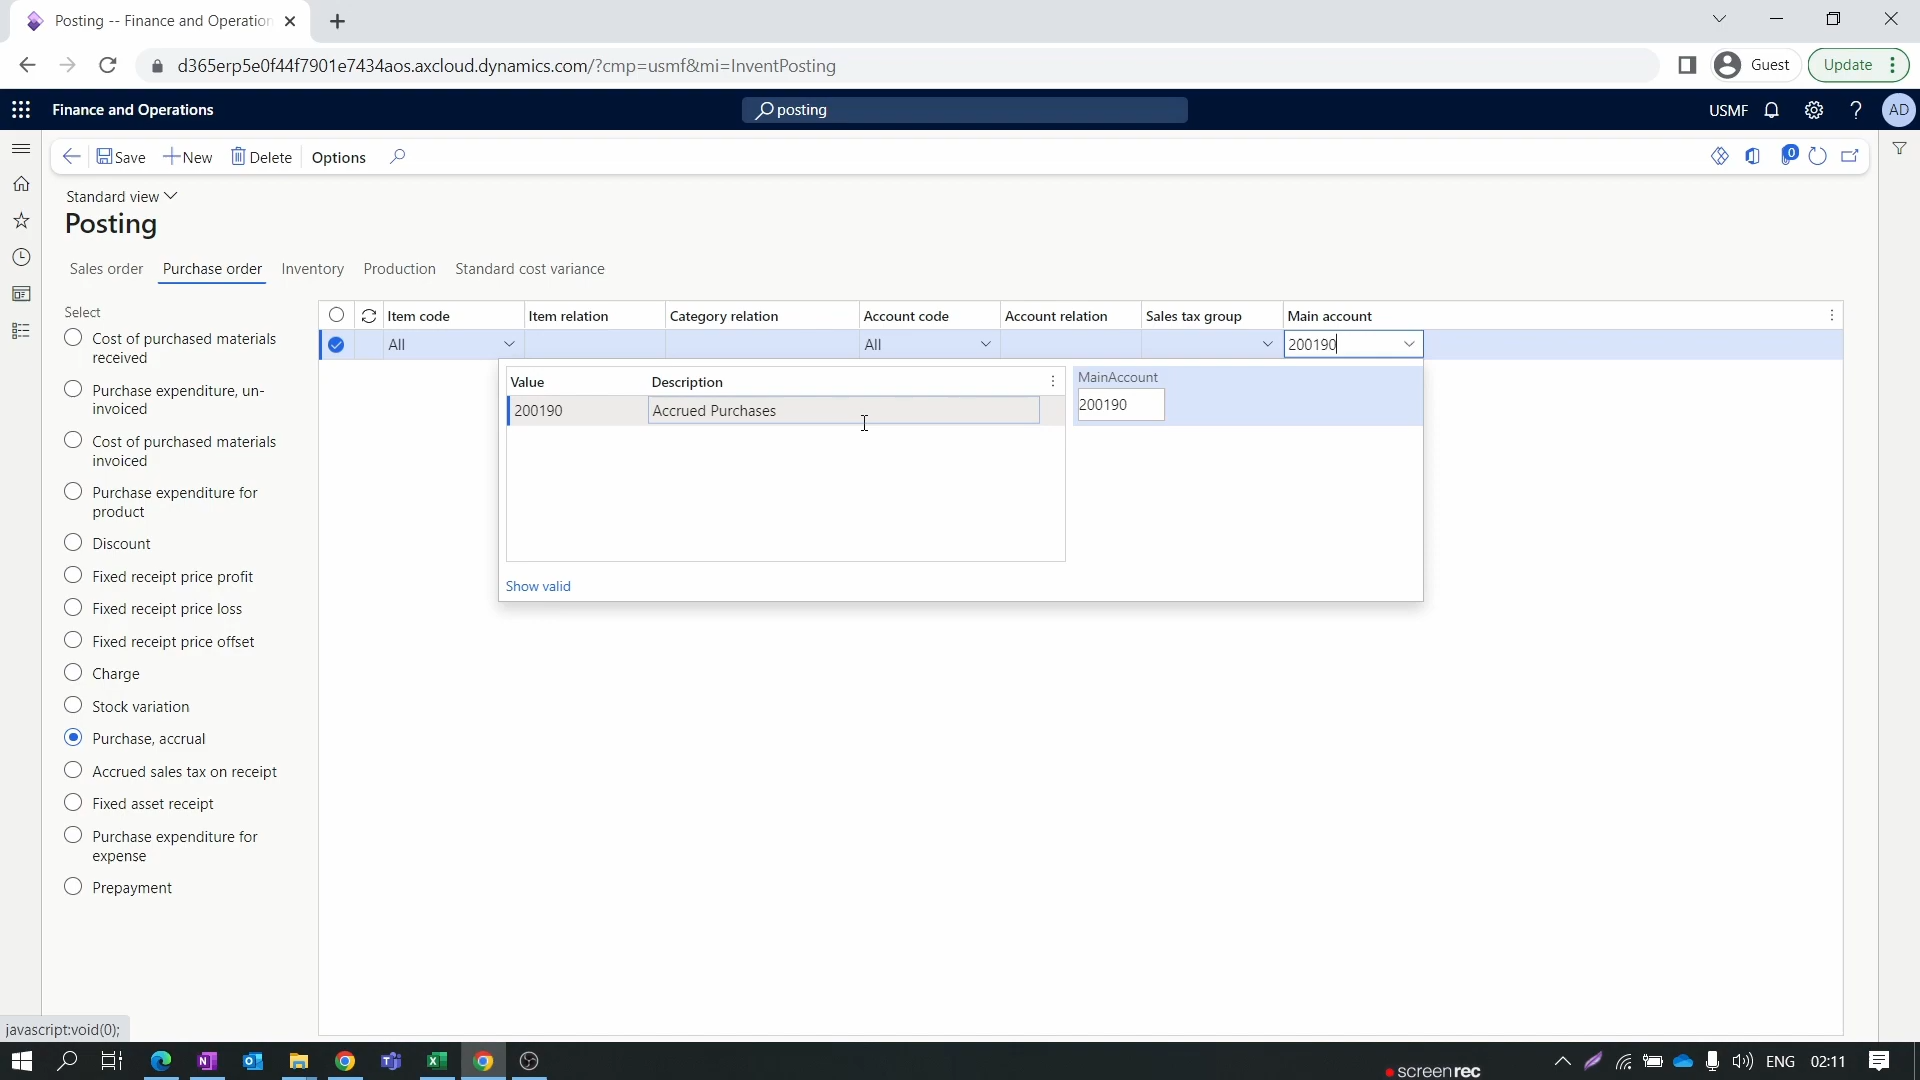 Posting -- Finance and Operation
d365erp5e0f44f7901e7434aos.axcloud.dynamics.com/?cmp=usmf&mi=InventPosting
Guest
Update
Finance and Operations
posting
USMF
?
AD
Save
New
Delete
Options
0
Standard view
Posting
Sales order
Purchase order
Inventory
Production
Standard cost variance
Select
Cost of purchased materials
received
Purchase expenditure, un-
invoiced
Cost of purchased materials
invoiced
Purchase expenditure for
product
Discount
Fixed receipt price profit
Fixed receipt price loss
Fixed receipt price offset
Charge
Stock variation
Purchase, accrual
Accrued sales tax on receipt
Fixed asset receipt
Purchase expenditure for
expense
Prepayment
Item code
Item relation
Category relation
Account code
Account relation
Sales tax group
Main account
All
All
200190
Value
Description
200190
Accrued Purchases
MainAccount
200190
Show valid
javascript:void(0);
screenrec
ENG
02:11